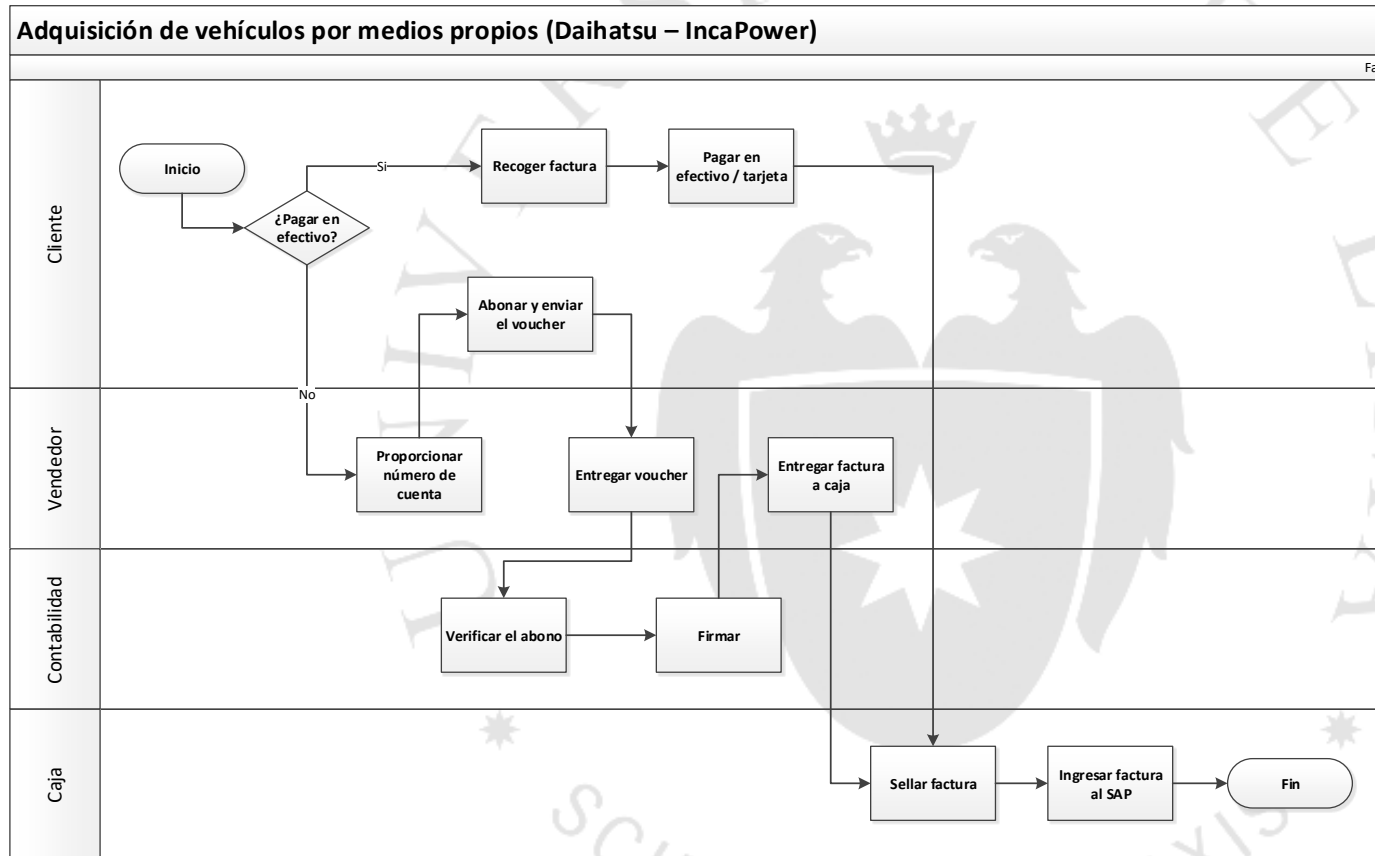 Adquisición de vehículos por medios propios (Daihatsu – IncaPower)
Fa
Cliente
Inicio
¿Pagar en
efectivo?
Si
Recoger factura
Pagar en
efectivo / tarjeta
Abonar y enviar
el voucher
No
Vendedor
Proporcionar
número de
cuenta
Entregar voucher
Entregar factura
a caja
Contabilidad
Verificar el abono
Firmar
Caja
Sellar factura
Ingresar factura
al SAP
Fin